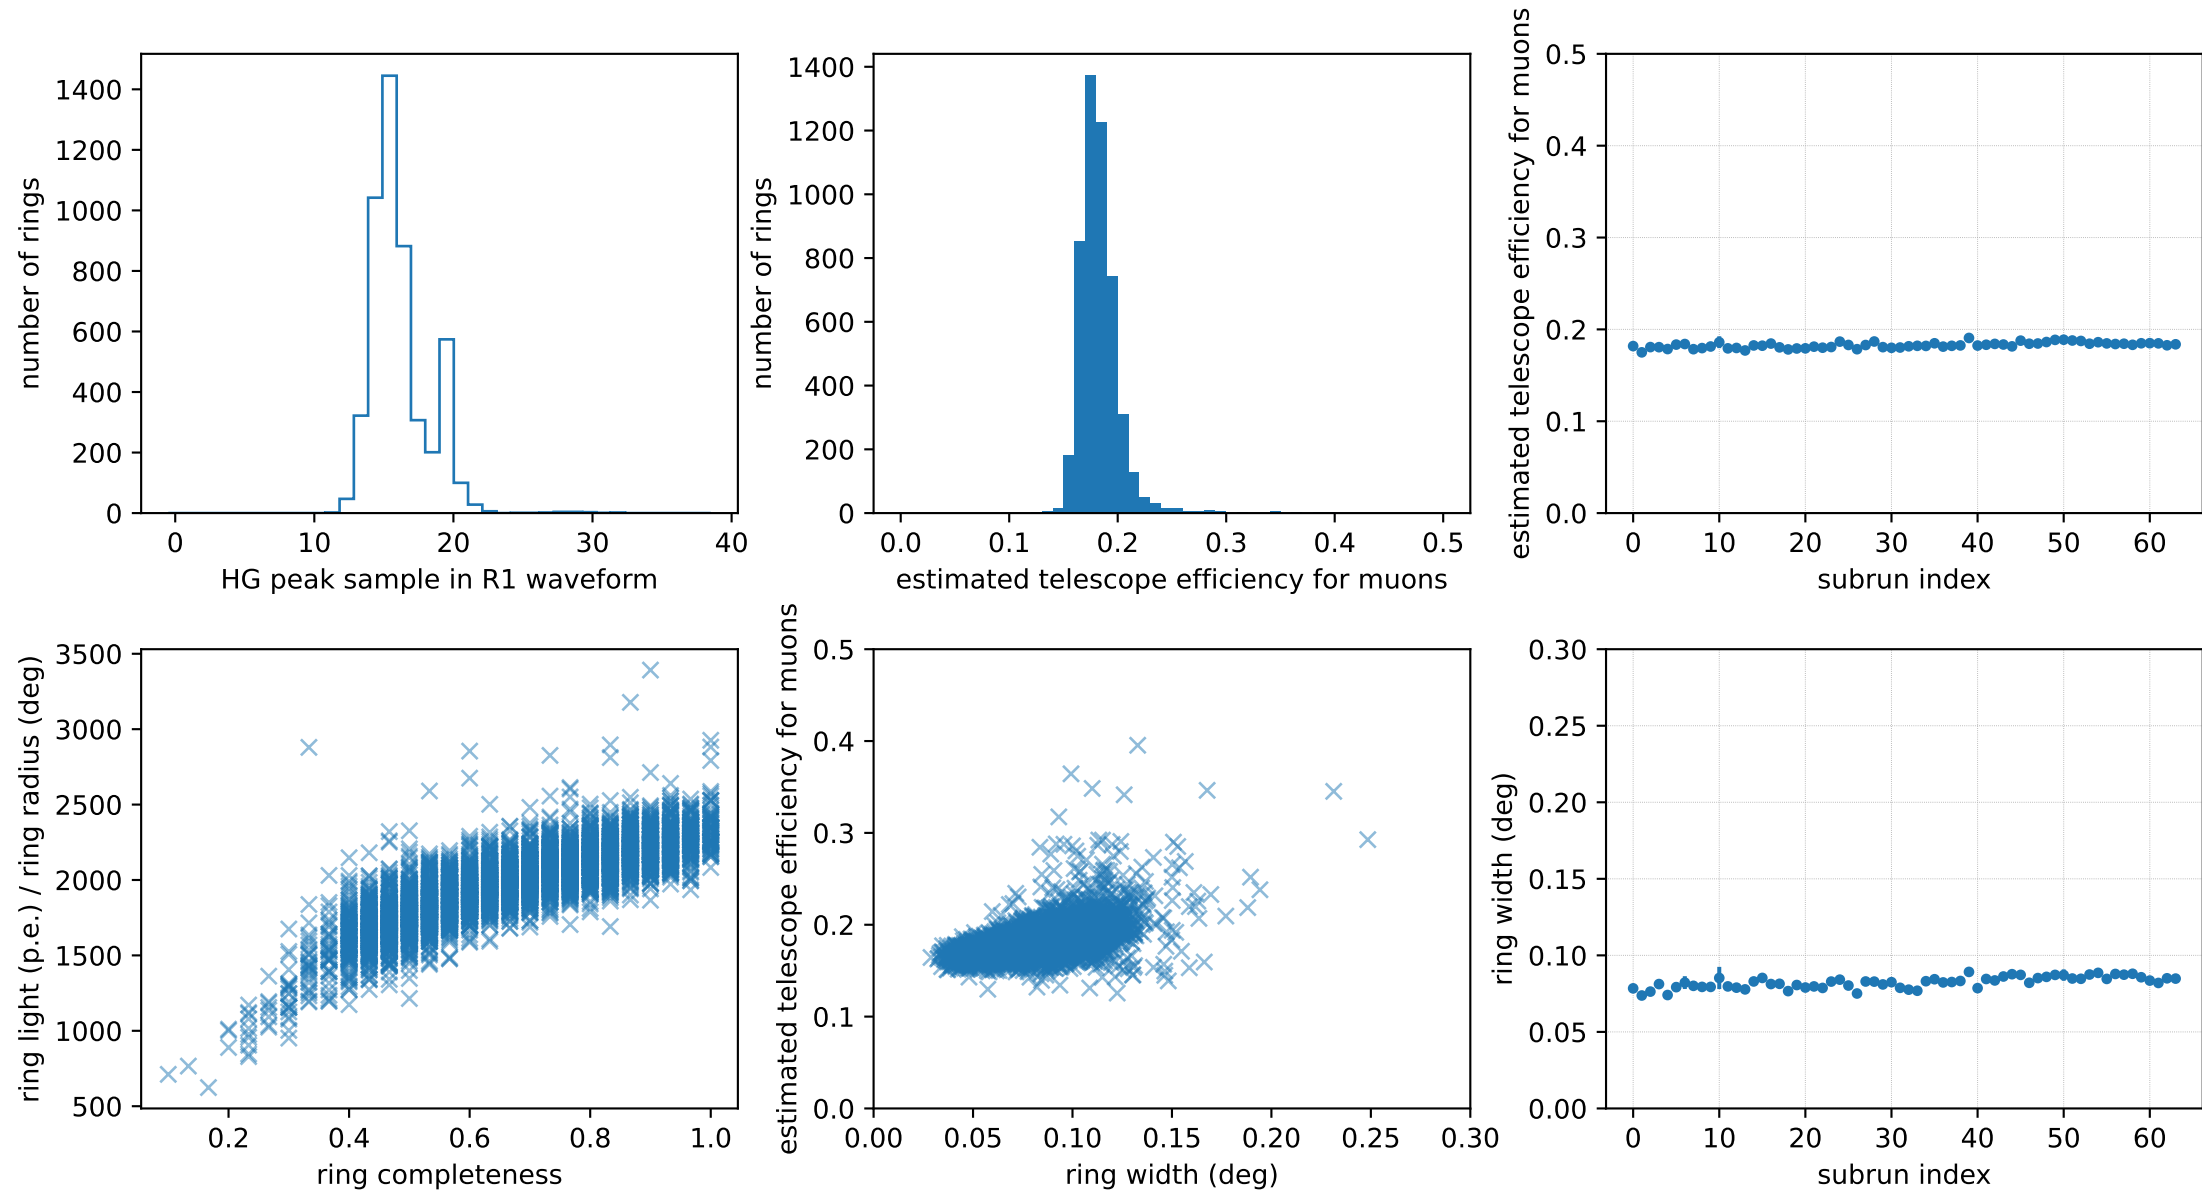 number of rings
1400
1200
1000
800
600
400
200
0
0 10 20 30 40
HG peak sample in R1 waveform
number of rings
1400
1200
1000
800
600
400
200
0
0.0 0.1 0.2 0.3 0.4 0.5
estimated telescope efficiency for muons
estimated telescope efficiency for muons
0.5
0.4
0.3
0.2
0.1
0.0
0 10 20 30 40 50 60
subrun index
ring light (p.e.) / ring radius (deg)
3500
3000
2500
2000
1500
1000
500
0.2 0.4 0.6 0.8 1.0
ring completeness
estimated telescope efficiency for muons
0.5
0.4
0.3
0.2
0.1
0.0
0.00 0.05 0.10 0.15 0.20 0.25 0.30
ring width (deg)
ring width (deg)
0.30
0.25
0.20
0.15
0.10
0.05
0.00
0 10 20 30 40 50 60
subrun index